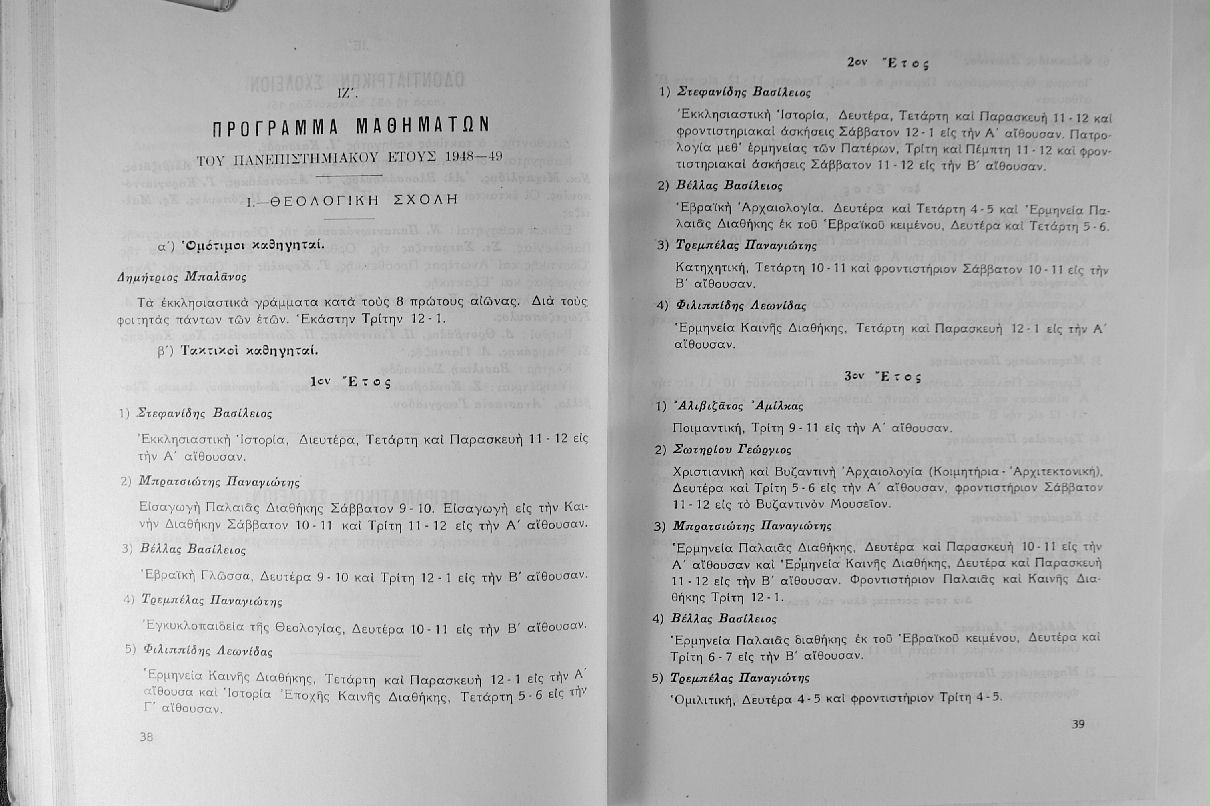 ΙΖ΄.
ΠΡΟΓΡΑΜΜΑ ΜΑΘΗΜΑΤΩΝ
ΤΟΥ ΠΑΝΕΠΙΣΤΗΜΙΑΚΟΥ ΕΤΟΥΣ 1948—49
Ι.—ΘΕΟΛΟΓΙΚΗ ΣΧΟΛΗ
α΄) Ὁμότιμοι καθηγηταί.
Δημήτριος Μπαλᾶνος
Τὰ ἐκκλησιαστικὰ γράμματα κατὰ τοὺς 8 πρώτους αἰῶνας. Διὰ τοὺς
φοιτητὰς πάντων τῶν ἐτῶν. Ἑκάστην Τρίτην 12-1.
β΄) Τακτικοὶ καθηγηταί.
1ον Ἔτος
1) Στεφανίδης Βασίλειος
Ἐκκλησιαστικὴ Ἱστορία, Διευτέρα, Τετάρτη καὶ Παρασκευὴ 11-12 εἰς
τὴν Α΄ αἴθουσαν.
2) Μπρατσιώτης Παναγιώτης
Εἰσαγωγὴ Παλαιᾶς Διαθήκης Σάββατον 9-10. Εἰσαγωγὴ εἰς τὴν Και-
νὴν Διαθήκην Σάββατον 10-11 καὶ Τρίτη 11-12 εἰς τὴν Α΄ αἴθουσαν.
3) Βέλλας Βασίλειος
Ἑβραϊκὴ Γλῶσσα, Δευτέρα 9-10 καὶ Τρίτη 12-1 εἰς τὴν Β΄ αἴθουσαν.
4) Τρεμπέλας Παναγιώτης
Ἐγκυκλοπαιδεία τῆς Θεολογίας, Δευτέρα 10-11 εἰς τὴν Β΄ αἴθουσαν.
5) Φιλιππίδης Λεωνίδας
Ἑρμηνεία Καινῆς Διαθήκης, Τετάρτη καὶ Παρασκευὴ 12-1 εἰς τὴν Α΄
αἴθουσα καὶ Ἱστορία Ἐποχῆς Καινῆς Διαθήκης, Τετάρτη 5-6 εἰς τὴν
Γ΄ αἴθουσαν.
38
2ον Ἔτος
1) Στεφανίδης Βασίλειος
Ἐκκλησιαστικὴ Ἱστορία, Δευτέρα, Τετάρτη καὶ Παρασκευὴ 11-12 καὶ
φροντιστηριακαὶ ἀσκήσεις Σάββατον 12-1 εἰς τὴν Α΄ αἴθουσαν. Πατρο-
λογία μεθ' ἑρμηνείας τῶν Πατέρων, Τρίτη καὶ Πέμπτη 11-12 καὶ φρον-
τιστηριακαὶ ἀσκήσεις Σάββατον 11-12 εἰς τὴν Β΄ αἴθουσαν.
2) Βέλλας Βασίλειος
Ἑβραϊκὴ Ἀρχαιολογία. Δευτέρα καὶ Τετάρτη 4-5 καὶ Ἑρμηνεία Πα-
λαιᾶς Διαθήκης ἐκ τοῦ Ἑβραϊκοῦ κειμένου, Δευτέρα καὶ Τετάρτη 5-6.
3) Τρεμπέλας Παναγιώτης
Κατηχητική, Τετάρτη 10-11 καὶ φροντιστήριον Σάββατον 10-11 εἰς τὴν
Β΄ αἴθουσαν.
4) Φιλιππίδης Λεωνίδας
Ἑρμηνεία Καινῆς Διαθήκης, Τετάρτη καὶ Παρασκευὴ 12-1 εἰς τὴν Α΄
αἴθουσαν.
3ον Ἔτος
1) Ἀλιβιζᾶτος Ἀμίλκας
Ποιμαντική, Τρίτη 9-11 εἰς τὴν Α΄ αἴθουσαν.
2) Σωτηρίου Γεώργιος
Χριστιανικὴ καὶ Βυζαντινὴ Ἀρχαιολογία (Κοιμητήρια-Ἀρχιτεκτονική),
Δευτέρα καὶ Τρίτη 5-6 εἰς τὴν Α΄ αἴθουσαν, φροντιστήριον Σάββατον
11-12 εἰς τὸ Βυζαντινὸν Μουσεῖον.
3) Μπρατσιώτης Παναγιώτης
Ἑρμηνεία Παλαιᾶς Διαθήκης, Δευτέρα καὶ Παρασκευὴ 10-11 εἰς τὴν
Α΄ αἴθουσαν καὶ Ἑρμηνεία Καινῆς Διαθήκης, Δευτέρα καὶ Παρασκευὴ
11-12 εἰς τὴν Β΄ αἴθουσαν. Φροντιστήριον Παλαιᾶς καὶ Καινῆς Δια-
θήκης Τρίτη 12-1.
4) Βέλλας Βασίλειος
Ἑρμηνεία Παλαιᾶς διαθήκης ἐκ τοῦ Ἑβραϊκοῦ κειμένου, Δευτέρα καὶ
Τρίτη 6-7 εἰς τὴν Β΄ αἴθουσαν.
5) Τρεμπέλας Παναγιώτης
Ὁμιλιτική, Δευτέρα 4-5 καὶ φροντιστήριον Τρίτη 4-5.
39